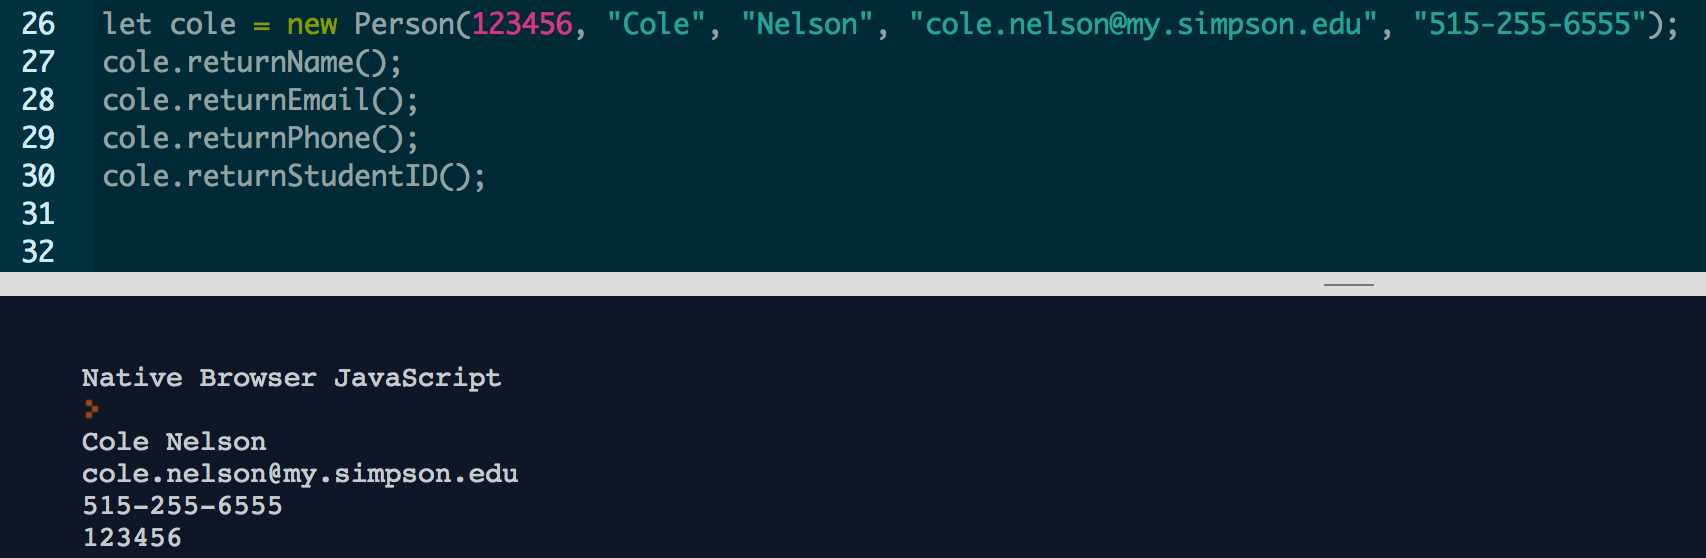 26 let cole = new Person(123456, "Cole", "Nelson", "cole.nelson@my.simpson.edu", "515-255-6555");
27 cole.returnName();
28 cole.returnEmail();
29 cole.returnPhone();
30 cole.returnStudentID();
31
32
Native Browser JavaScript
>
Cole Nelson
cole.nelson@my.simpson.edu
515-255-6555
123456